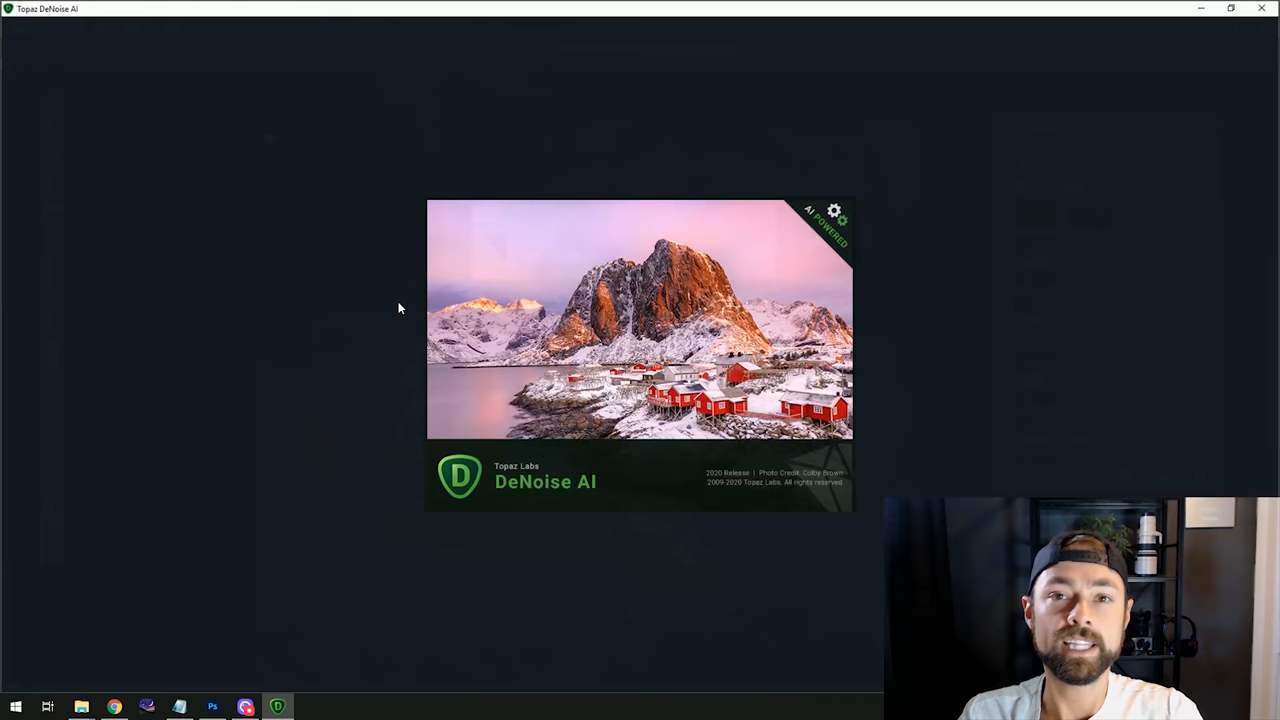 Topaz DeNoise AI
AI POWERED
D
Topaz Labs
DeNoise AI
2020 Release | Photo Credit: Colby Brown
2009-2020 Topaz Labs, All rights reserved
Ps
D